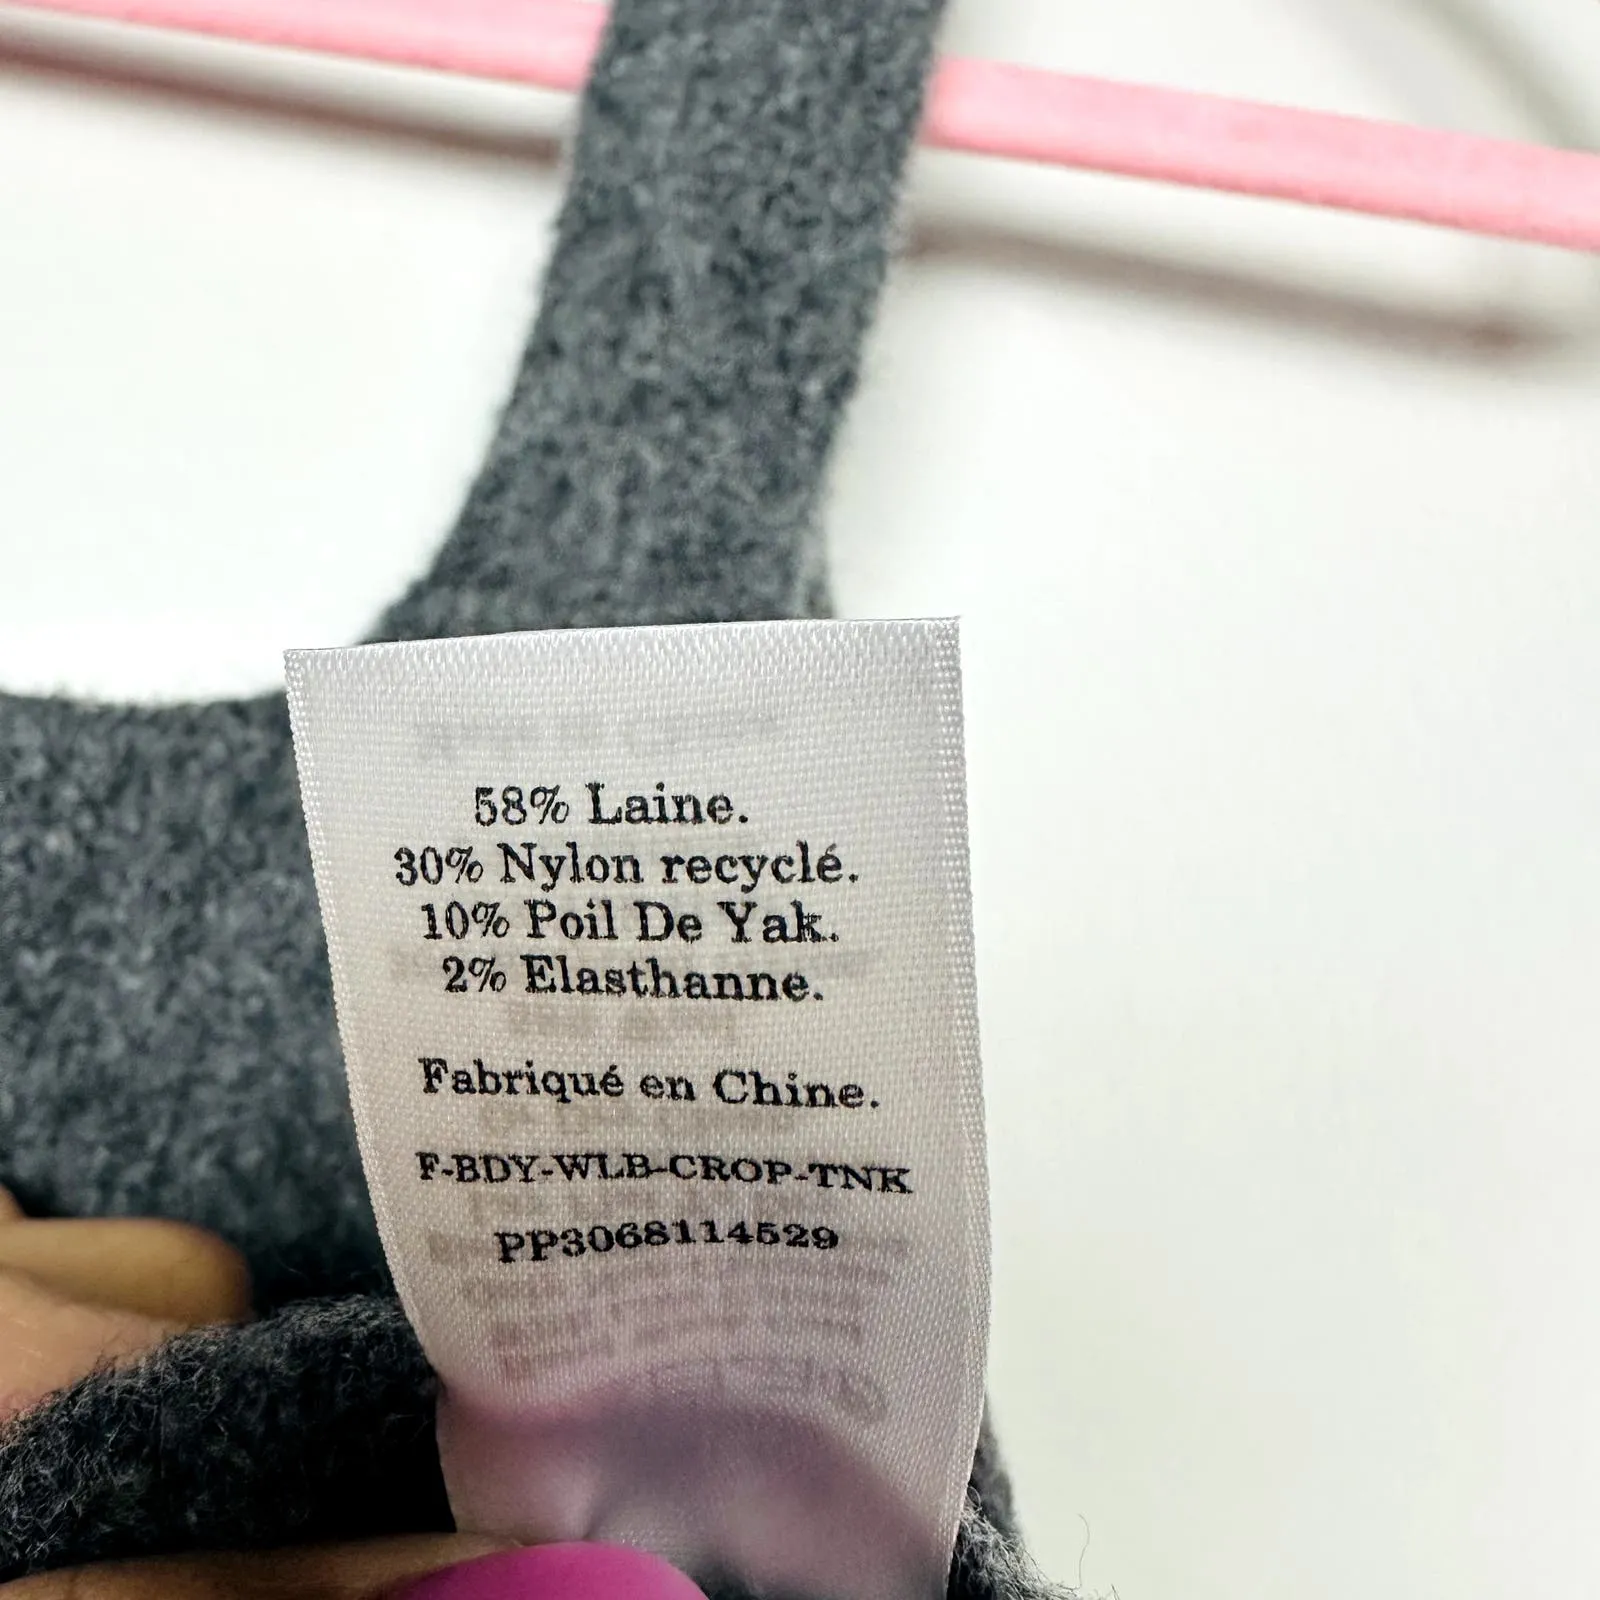 58% Laine.
30% Nylon recyclé.
10% Poil De Yak.
2% Elasthanne.
Fabriqué en Chine.
F-BDY-WLB-CROP-TNK
PP3068114529